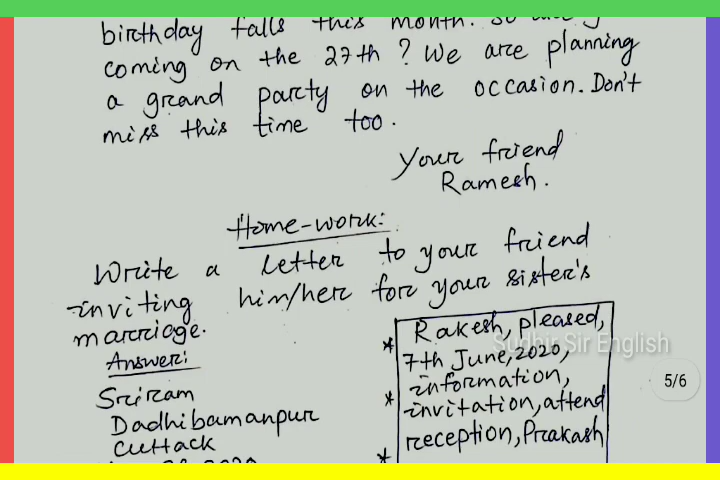 birthday falls this month. So
coming on the 27th ? We are planning
a grand party on the occasion. Don't
miss this time too.
Your friend
Ramesh.
Home-work:
Write a letter to your friend
inviting him/her for your sister's
marriage.
Answer:
Sriram
Dadhibamanpur
Cuttack
* Rakesh, pleased,
7th June, 2020,
information,
* invitation, attend
reception, Prakash
*
Sudhir Sir English
5/6